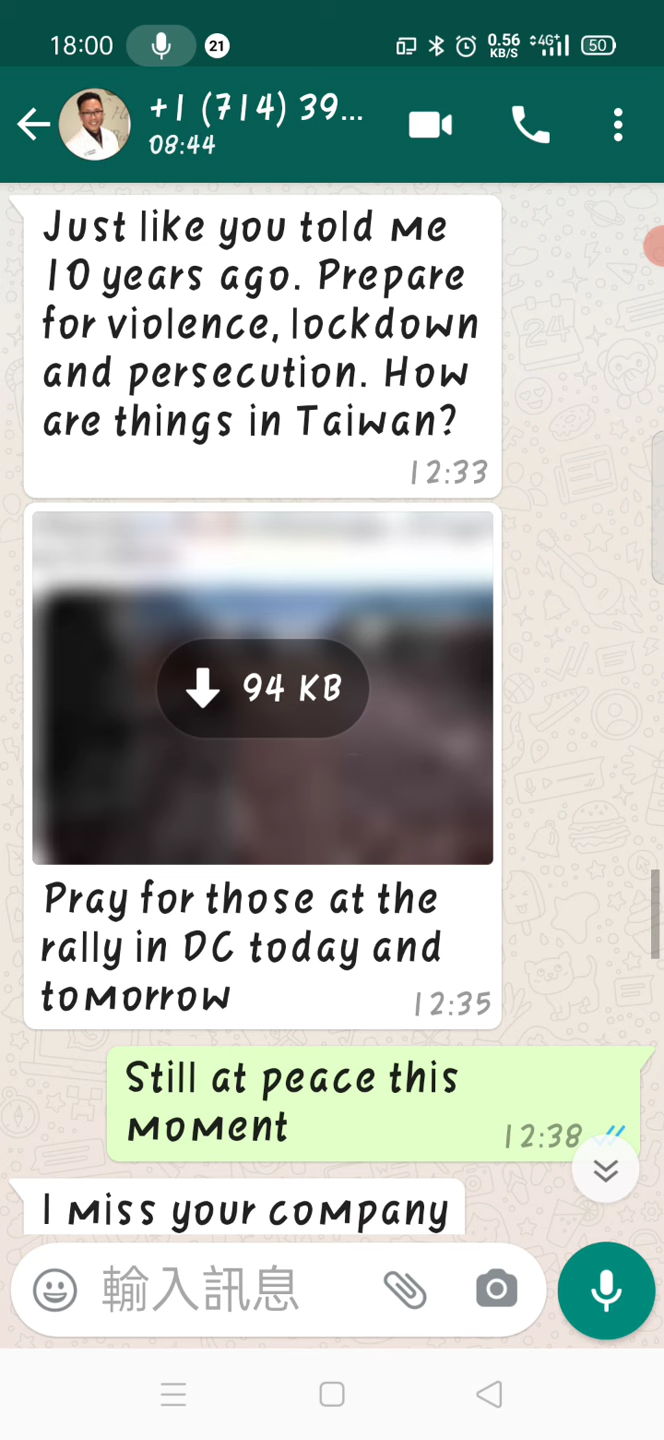 18:00 21 0.56 KB/S 4G+ 50
+1 (714) 39...
08:44
Just like you told me
10 years ago. Prepare
for violence, lockdown
and persecution. How
are things in Taiwan?
12:33
94 KB
Pray for those at the
rally in DC today and
tomorrow 12:35
Still at peace this
moment 12:38
I miss your company
輸入訊息